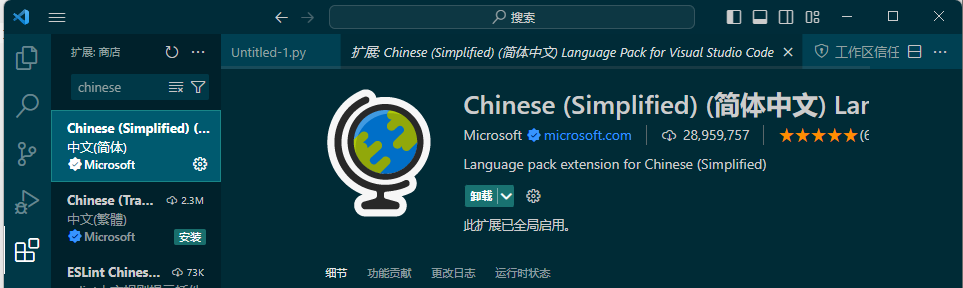 搜索
扩展: 商店
Untitled-1.py
扩展: Chinese (Simplified) (简体中文) Language Pack for Visual Studio Code
工作区信任
chinese
Chinese (Simplified) (...
中文(简体)
Microsoft
Chinese (Tra... 2.3M
中文(繁體)
Microsoft 安装
ESLint Chines... 73K
Chinese (Simplified) (简体中文) Lan
Microsoft microsoft.com 28,959,757 ★★★★★(6
Language pack extension for Chinese (Simplified)
卸载
此扩展已全局启用。
细节 功能贡献 更改日志 运行时状态